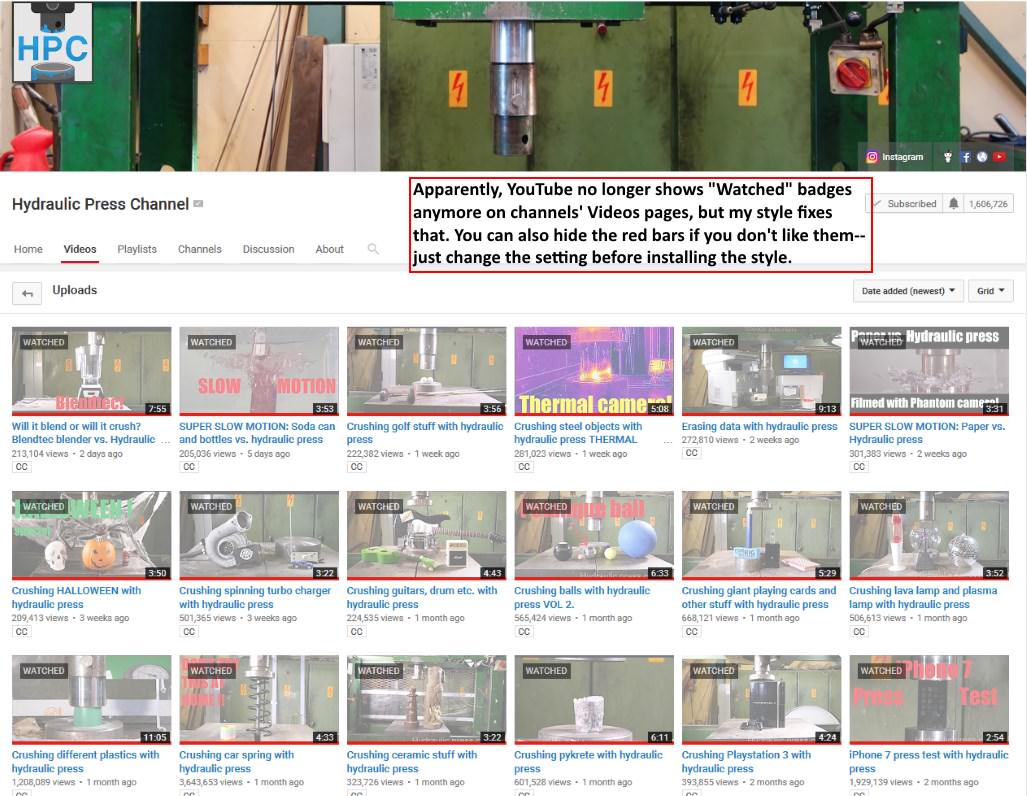 HPC
Instagram
Hydraulic Press Channel
Apparently, YouTube no longer shows "Watched" badges
anymore on channels' Videos pages, but my style fixes
that. You can also hide the red bars if you don't like them--
just change the setting before installing the style.
Subscribed 1,606,726
Home Videos Playlists Channels Discussion About
Uploads
Date added (newest) Grid
WATCHED
Blendtec?
7:55
WATCHED
SLOW MOTION
3:53
WATCHED
3:56
WATCHED
Thermal camera!
5:08
WATCHED
9:13
Paper vs. Hydraulic press
WATCHED
Filmed with Phantom camera!
3:31
Will it blend or will it crush?
Blendtec blender vs. Hydraulic ...
213,104 views • 2 days ago
CC
SUPER SLOW MOTION: Soda can
and bottles vs. hydraulic press
205,036 views • 5 days ago
CC
Crushing golf stuff with hydraulic
press
222,382 views • 1 week ago
CC
Crushing steel objects with
hydraulic press THERMAL ...
281,023 views • 1 week ago
CC
Erasing data with hydraulic press
272,810 views • 2 weeks ago
CC
SUPER SLOW MOTION: Paper vs.
Hydraulic press
301,383 views • 2 weeks ago
CC
HALLOWEEN!
WATCHED
3:50
WATCHED
3:22
WATCHED
4:43
WATCHED
ball
Hydraulic press
6:33
WATCHED
5:29
WATCHED
3:52
Crushing HALLOWEEN with
hydraulic press
209,413 views • 3 weeks ago
CC
Crushing spinning turbo charger
with hydraulic press
501,365 views • 3 weeks ago
CC
Crushing guitars, drum etc. with
hydraulic press
224,535 views • 1 month ago
CC
Crushing balls with hydraulic
press VOL 2.
565,424 views • 1 month ago
CC
Crushing giant playing cards and
other stuff with hydraulic press
668,121 views • 1 month ago
CC
Crushing lava lamp and plasma
lamp with hydraulic press
506,613 views • 1 month ago
CC
WATCHED
11:05
WATCHED
THIS AT
HOME!
4:33
WATCHED
3:22
WATCHED
6:11
WATCHED
4:24
WATCHED
iPhone 7
Press Test
2:54
Crushing different plastics with
hydraulic press
1,208,089 views • 1 month ago
CC
Crushing car spring with
hydraulic press
3,643,653 views • 1 month ago
CC
Crushing ceramic stuff with
hydraulic press
323,726 views • 1 month ago
CC
Crushing pykrete with hydraulic
press
601,528 views • 1 month ago
CC
Crushing Playstation 3 with
hydraulic press
393,855 views • 2 months ago
CC
iPhone 7 press test with hydraulic
press
1,929,139 views • 2 months ago
CC